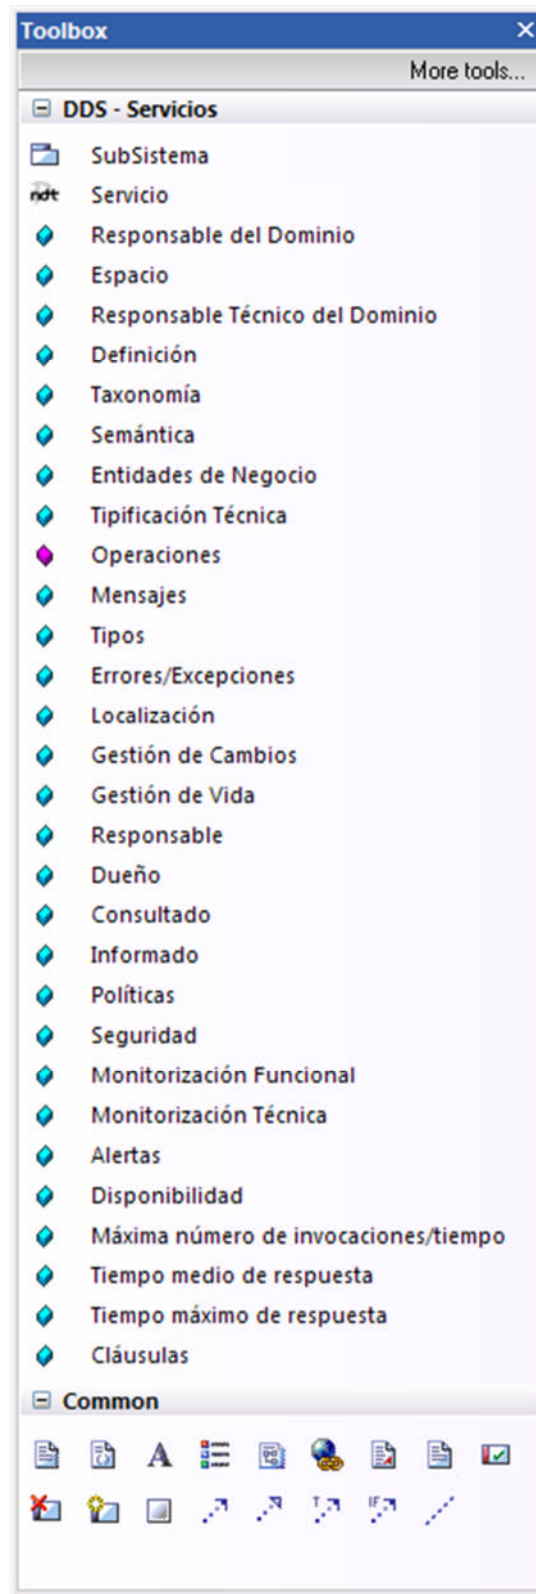 Toolbox
More tools...
DDS - Servicios
SubSistema
ndt Servicio
Responsable del Dominio
Espacio
Responsable Técnico del Dominio
Definición
Taxonomía
Semántica
Entidades de Negocio
Tipificación Técnica
Operaciones
Mensajes
Tipos
Errores/Excepciones
Localización
Gestión de Cambios
Gestión de Vida
Responsable
Dueño
Consultado
Informado
Políticas
Seguridad
Monitorización Funcional
Monitorización Técnica
Alertas
Disponibilidad
Máxima número de invocaciones/tiempo
Tiempo medio de respuesta
Tiempo máximo de respuesta
Cláusulas
Common
A
T IF